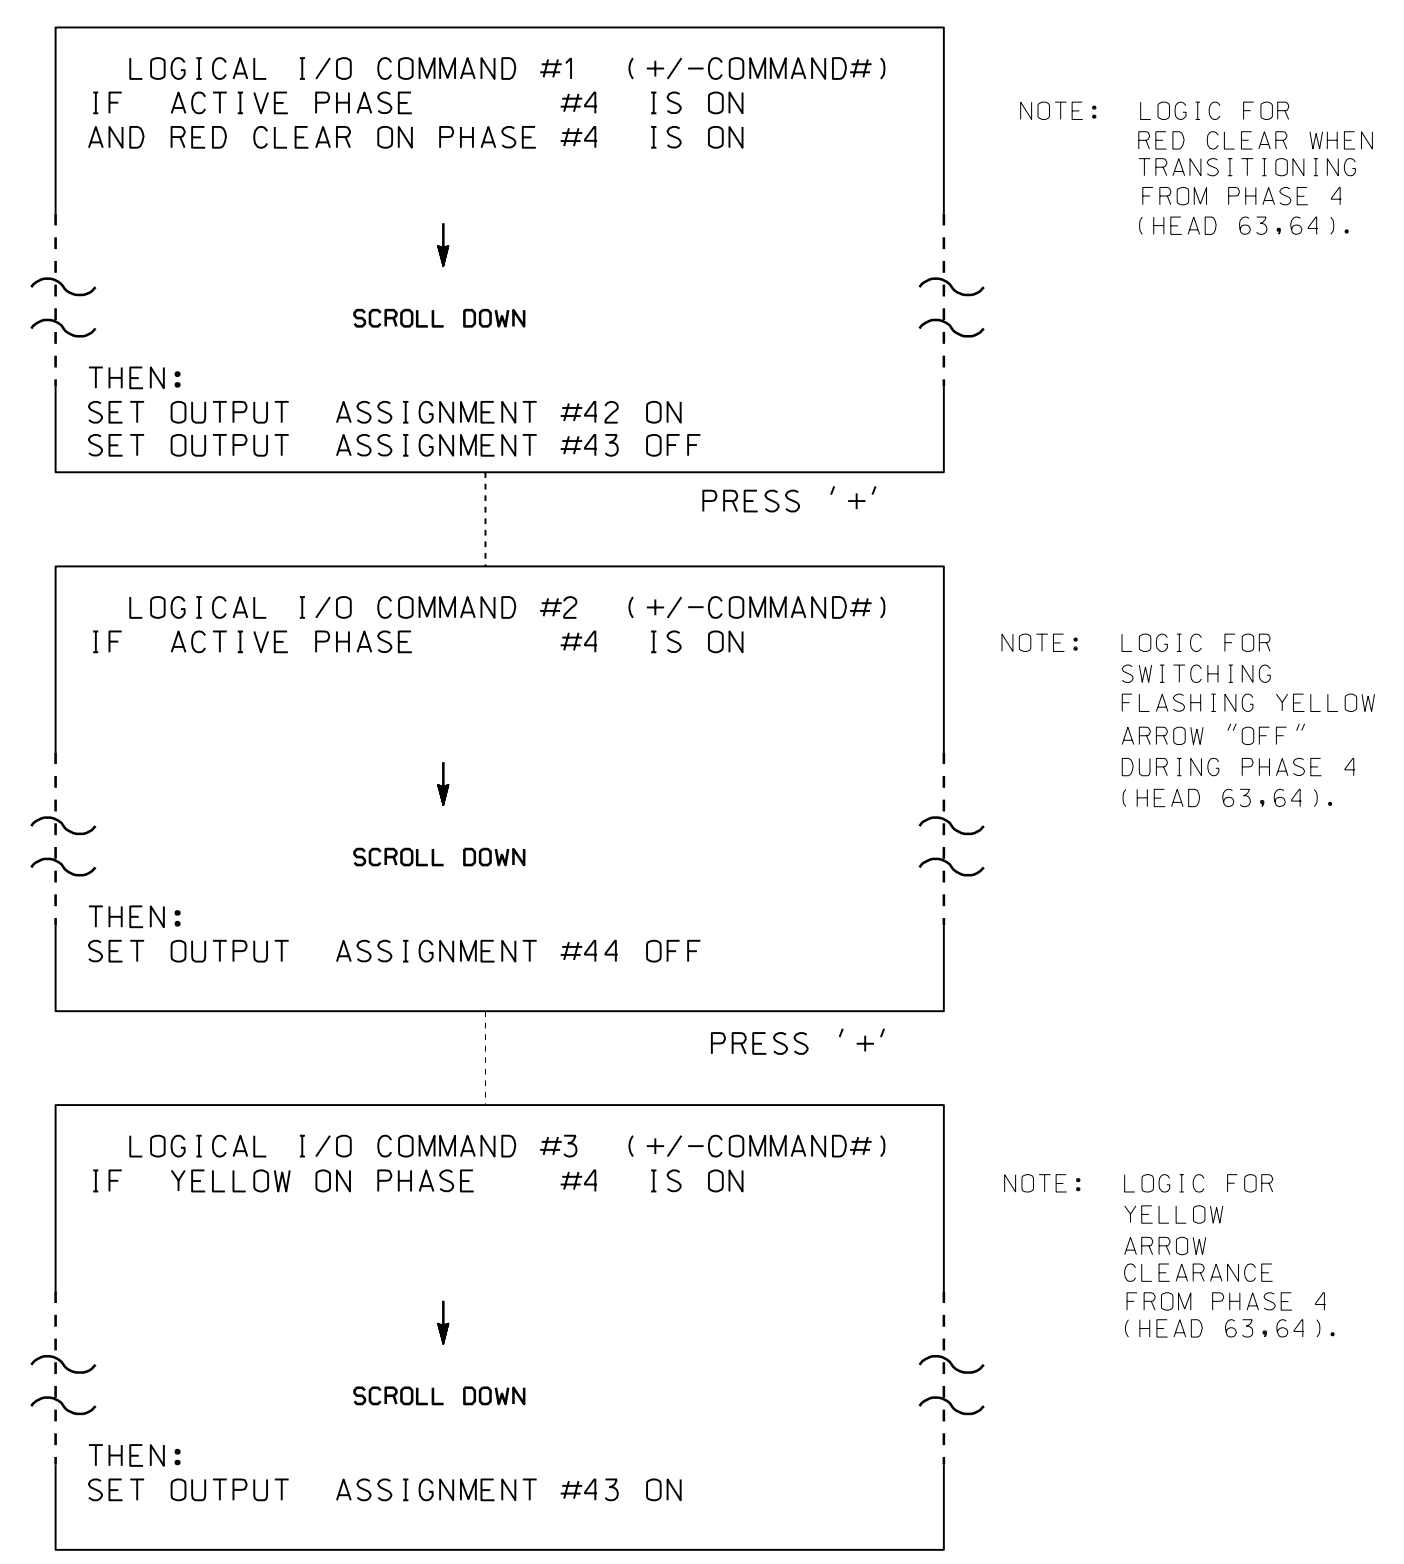 LOGICAL I/O COMMAND #1 (+/-COMMAND#)
IF ACTIVE PHASE #4 IS ON
AND RED CLEAR ON PHASE #4 IS ON
NOTE: LOGIC FOR
RED CLEAR WHEN
TRANSITIONING
FROM PHASE 4
(HEAD 63,64).
SCROLL DOWN
THEN:
SET OUTPUT ASSIGNMENT #42 ON
SET OUTPUT ASSIGNMENT #43 OFF
PRESS '+'
LOGICAL I/O COMMAND #2 (+/-COMMAND#)
IF ACTIVE PHASE #4 IS ON
NOTE: LOGIC FOR
SWITCHING
FLASHING YELLOW
ARROW "OFF"
DURING PHASE 4
(HEAD 63,64).
SCROLL DOWN
THEN:
SET OUTPUT ASSIGNMENT #44 OFF
PRESS '+'
LOGICAL I/O COMMAND #3 (+/-COMMAND#)
IF YELLOW ON PHASE #4 IS ON
NOTE: LOGIC FOR
YELLOW
ARROW
CLEARANCE
FROM PHASE 4
(HEAD 63,64).
SCROLL DOWN
THEN:
SET OUTPUT ASSIGNMENT #43 ON